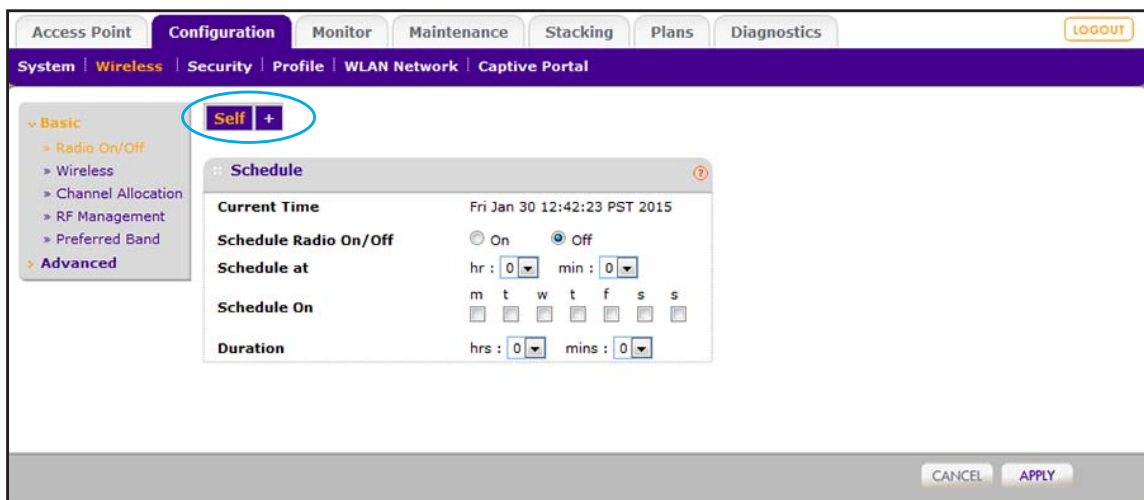 Access Point Configuration Monitor Maintenance Stacking Plans Diagnostics LOGOUT
System Wireless Security Profile WLAN Network Captive Portal
Basic
» Radio On/Off
» Wireless
» Channel Allocation
» RF Management
» Preferred Band
Advanced
Self +
Schedule ?
Current Time Fri Jan 30 12:42:23 PST 2015
Schedule Radio On/Off On Off
Schedule at hr : 0 min : 0
m t w t f s s
Schedule On
Duration hrs : 0 mins : 0
CANCEL APPLY